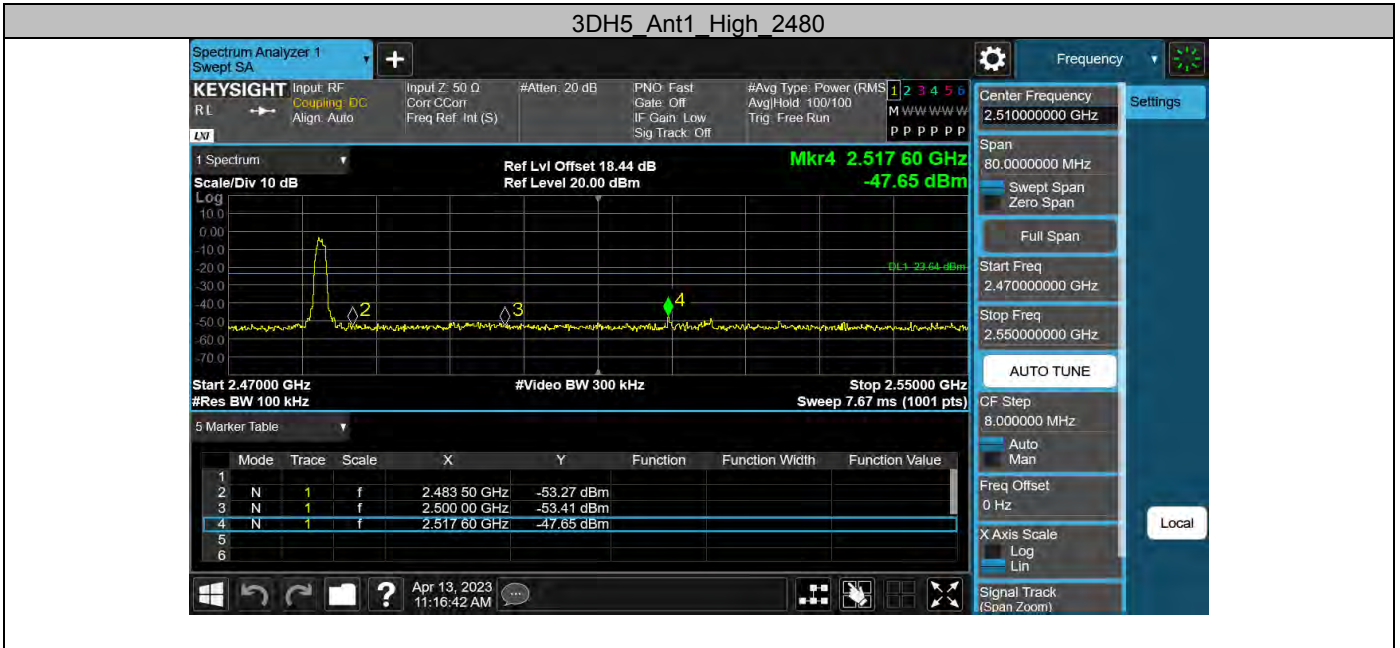 3DH5_Ant1_High_2480
Spectrum Analyzer 1
Swept SA
Frequency
KEYSIGHT
RL
LXI
Input: RF
Coupling: DC
Align: Auto
Input Z: 50 Ω
Corr CCorr
Freq Ref: Int (S)
#Atten: 20 dB
PNO: Fast
Gate: Off
IF Gain: Low
Sig Track: Off
#Avg Type: Power (RMS
Avg|Hold: 100/100
Trig: Free Run
1 2 3 4 5 6
M W W W W W
P P P P P P
1 Spectrum
Scale/Div 10 dB
Ref Lvl Offset 18.44 dB
Ref Level 20.00 dBm
Mkr4 2.517 60 GHz
-47.65 dBm
Log
10.0
0.00
-10.0
-20.0
-30.0
-40.0
-50.0
-60.0
-70.0
DL1 -23.64 dBm
2
3
4
Start 2.47000 GHz
#Res BW 100 kHz
#Video BW 300 kHz
Stop 2.55000 GHz
Sweep 7.67 ms (1001 pts)
5 Marker Table
Mode Trace Scale X Y Function Function Width Function Value
1
2 N 1 f 2.483 50 GHz -53.27 dBm
3 N 1 f 2.500 00 GHz -53.41 dBm
4 N 1 f 2.517 60 GHz -47.65 dBm
5
6
Apr 13, 2023
11:16:42 AM
Center Frequency
2.510000000 GHz
Settings
Span
80.0000000 MHz
Swept Span
Zero Span
Full Span
Start Freq
2.470000000 GHz
Stop Freq
2.550000000 GHz
AUTO TUNE
CF Step
8.000000 MHz
Auto
Man
Freq Offset
0 Hz
X Axis Scale
Log
Lin
Signal Track
(Span Zoom)
Local